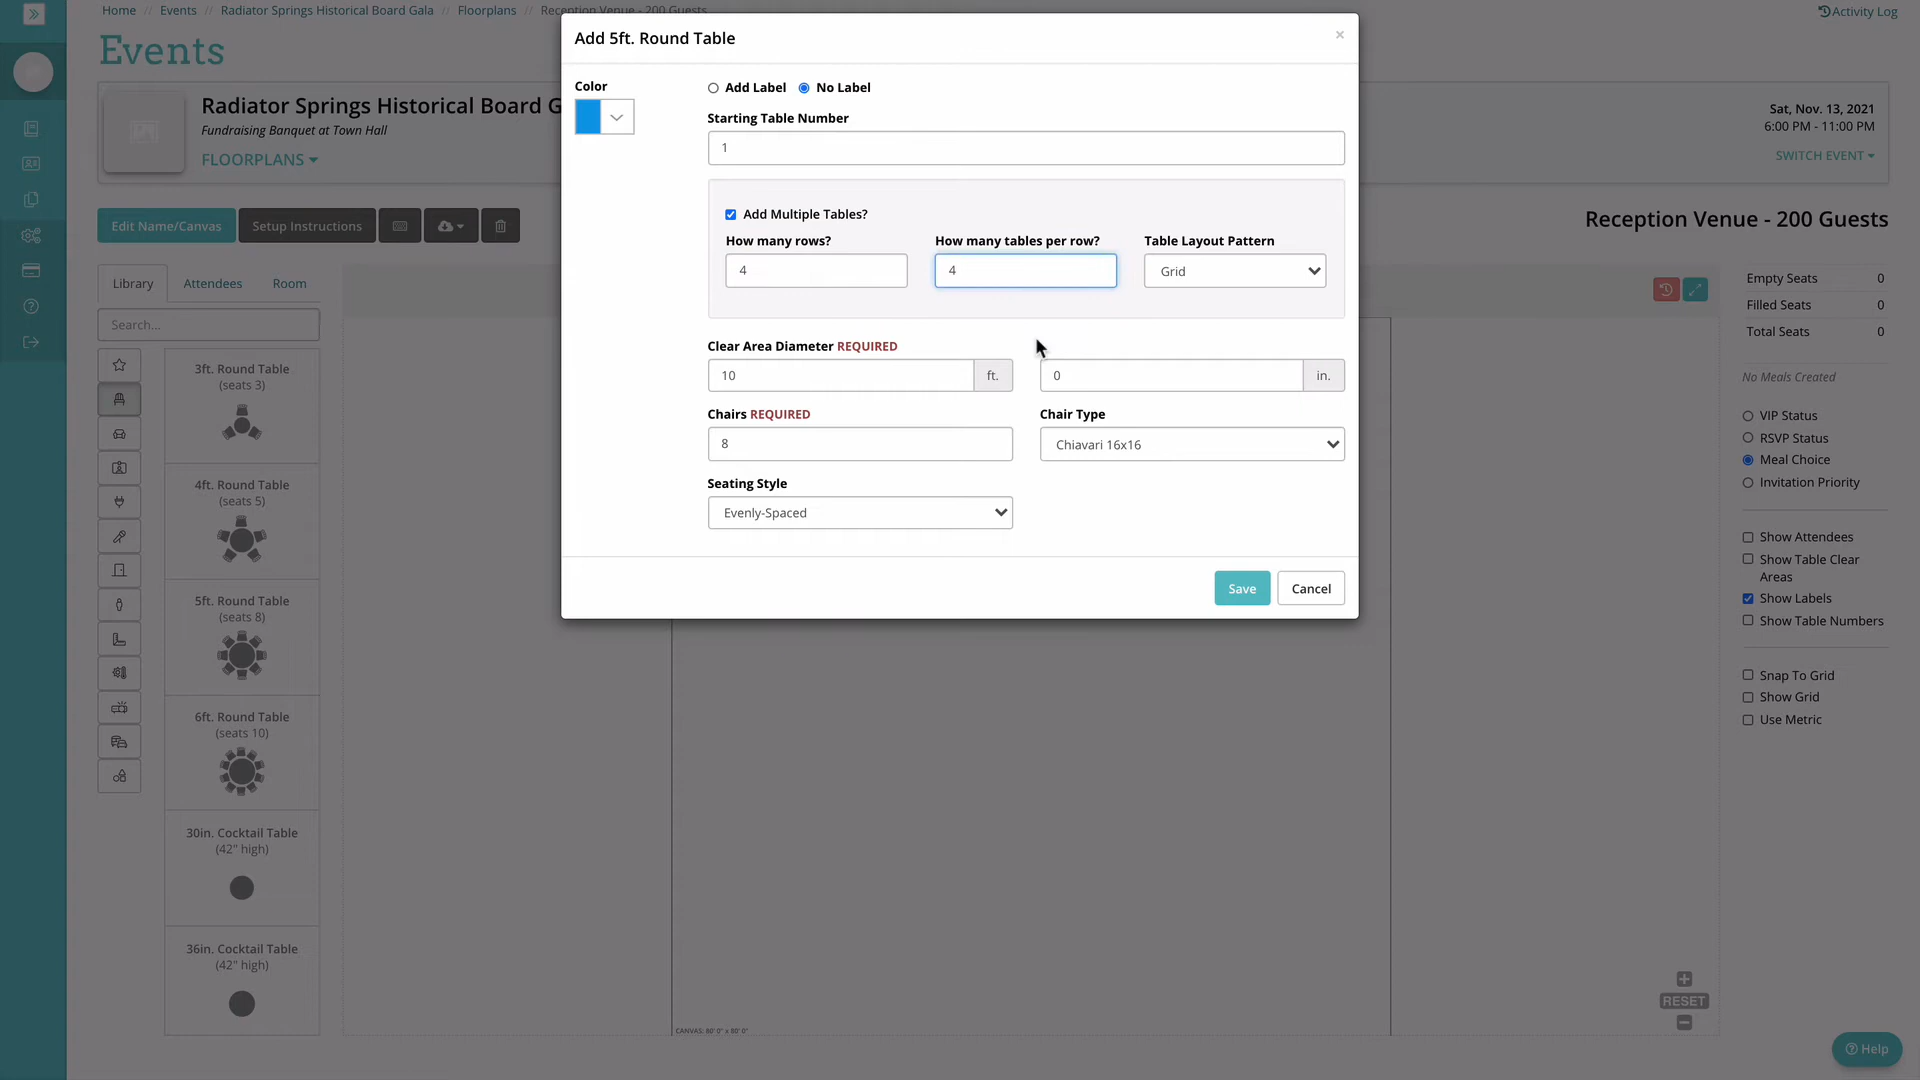 Home // Events // Radiator Springs Historical Board Gala // Floorplans // Reception Venue - 200 Guests
Activity Log
Events
Radiator Springs Historical Board G
Fundraising Banquet at Town Hall
FLOORPLANS
Sat, Nov. 13, 2021
6:00 PM - 11:00 PM
SWITCH EVENT
Edit Name/Canvas
Setup Instructions
Reception Venue - 200 Guests
Library
Attendees
Room
Search...
3ft. Round Table
(seats 3)
4ft. Round Table
(seats 5)
5ft. Round Table
(seats 8)
6ft. Round Table
(seats 10)
30in. Cocktail Table
(42" high)
36in. Cocktail Table
(42" high)
Add 5ft. Round Table
×
Color
Add Label
No Label
Starting Table Number
1
Add Multiple Tables?
How many rows?
How many tables per row?
Table Layout Pattern
4
4
Grid
Clear Area Diameter REQUIRED
10
ft.
0
in.
Chairs REQUIRED
Chair Type
8
Chiavari 16x16
Seating Style
Evenly-Spaced
Save
Cancel
Empty Seats 0
Filled Seats 0
Total Seats 0
No Meals Created
VIP Status
RSVP Status
Meal Choice
Invitation Priority
Show Attendees
Show Table Clear
Areas
Show Labels
Show Table Numbers
Snap To Grid
Show Grid
Use Metric
RESET
CANVAS: 80' 0" x 80' 0"
Help